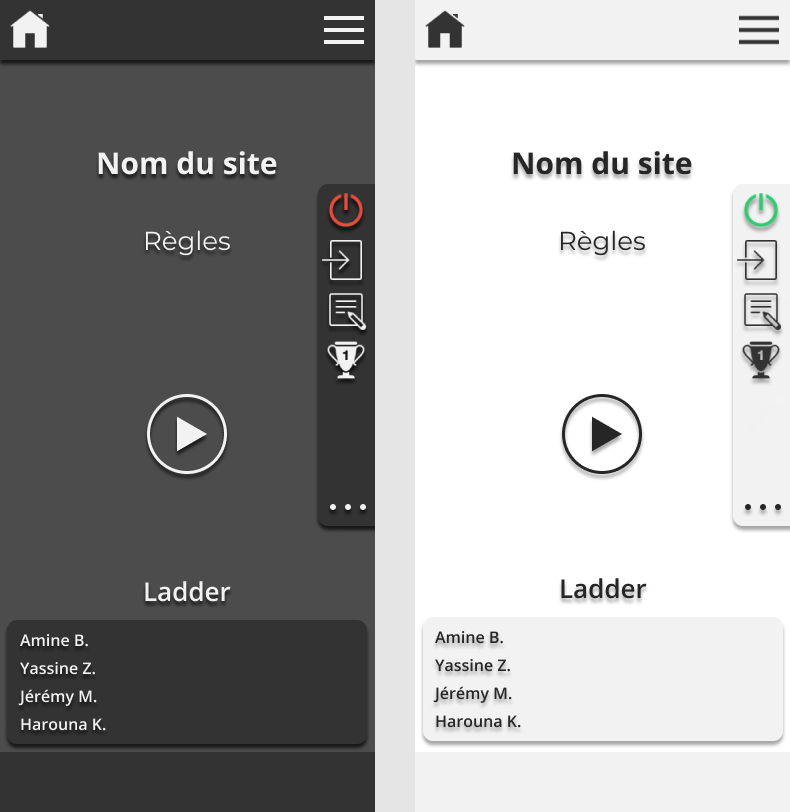 Nom du site
Règles
1
Ladder
Amine B.
Yassine Z.
Jérémy M.
Harouna K.
Nom du site
Règles
1
Ladder
Amine B.
Yassine Z.
Jérémy M.
Harouna K.